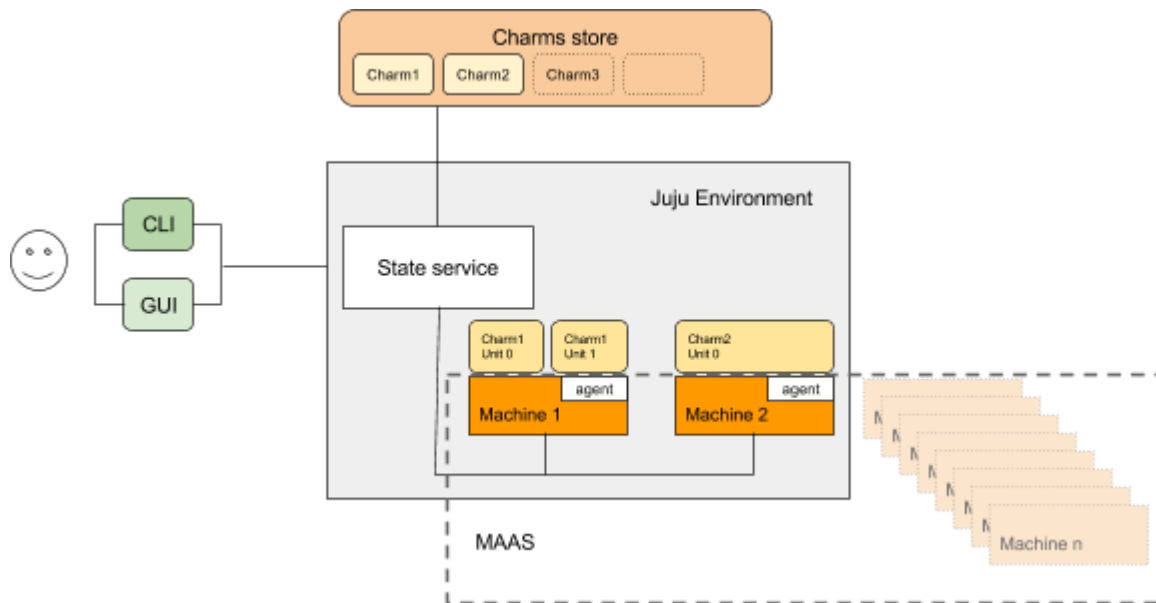 Charms store
Charm1
Charm2
Charm3
Juju Environment
CLI
GUI
State service
Charm1
Unit 0
Charm1
Unit 1
Charm2
Unit 0
agent
Machine 1
agent
Machine 2
MAAS
M
M
M
M
M
M
M
Machine n